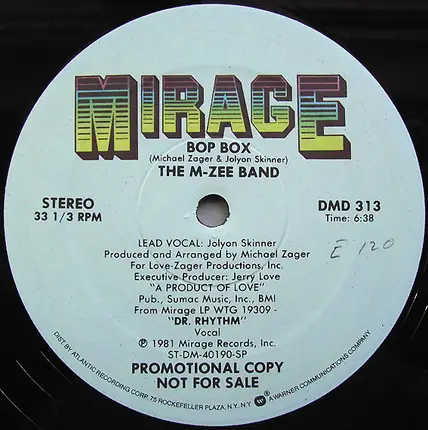 MIRAGE
BOP BOX
(Michael Zager & Jolyon Skinner)
THE M-ZEE BAND
STEREO
33 1/3 RPM
DMD 313
Time: 6:38
E 120
LEAD VOCAL: Jolyon Skinner
Produced and Arranged by Michael Zager
For Love-Zager Productions, Inc.
Executive Producer: Jerry Love
"A PRODUCT OF LOVE"
Pub., Sumac Music, Inc., BMI
From Mirage LP WTG 19309 -
"DR. RHYTHM"
Vocal
℗ 1981 Mirage Records, Inc.
ST-DM-40190-SP
PROMOTIONAL COPY
NOT FOR SALE
DIST BY ATLANTIC RECORDING CORP. 75 ROCKEFELLER PLAZA, N.Y. N.Y. A WARNER COMMUNICATIONS COMPANY